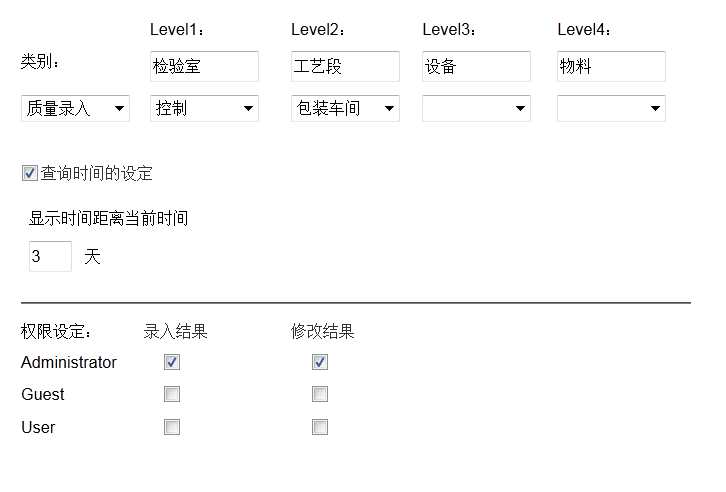 Level1： Level2： Level3： Level4：
类别： 检验室 工艺段 设备 物料
质量录入 控制 包装车间
查询时间的设定
显示时间距离当前时间
3 天
权限设定： 录入结果 修改结果
Administrator
Guest
User